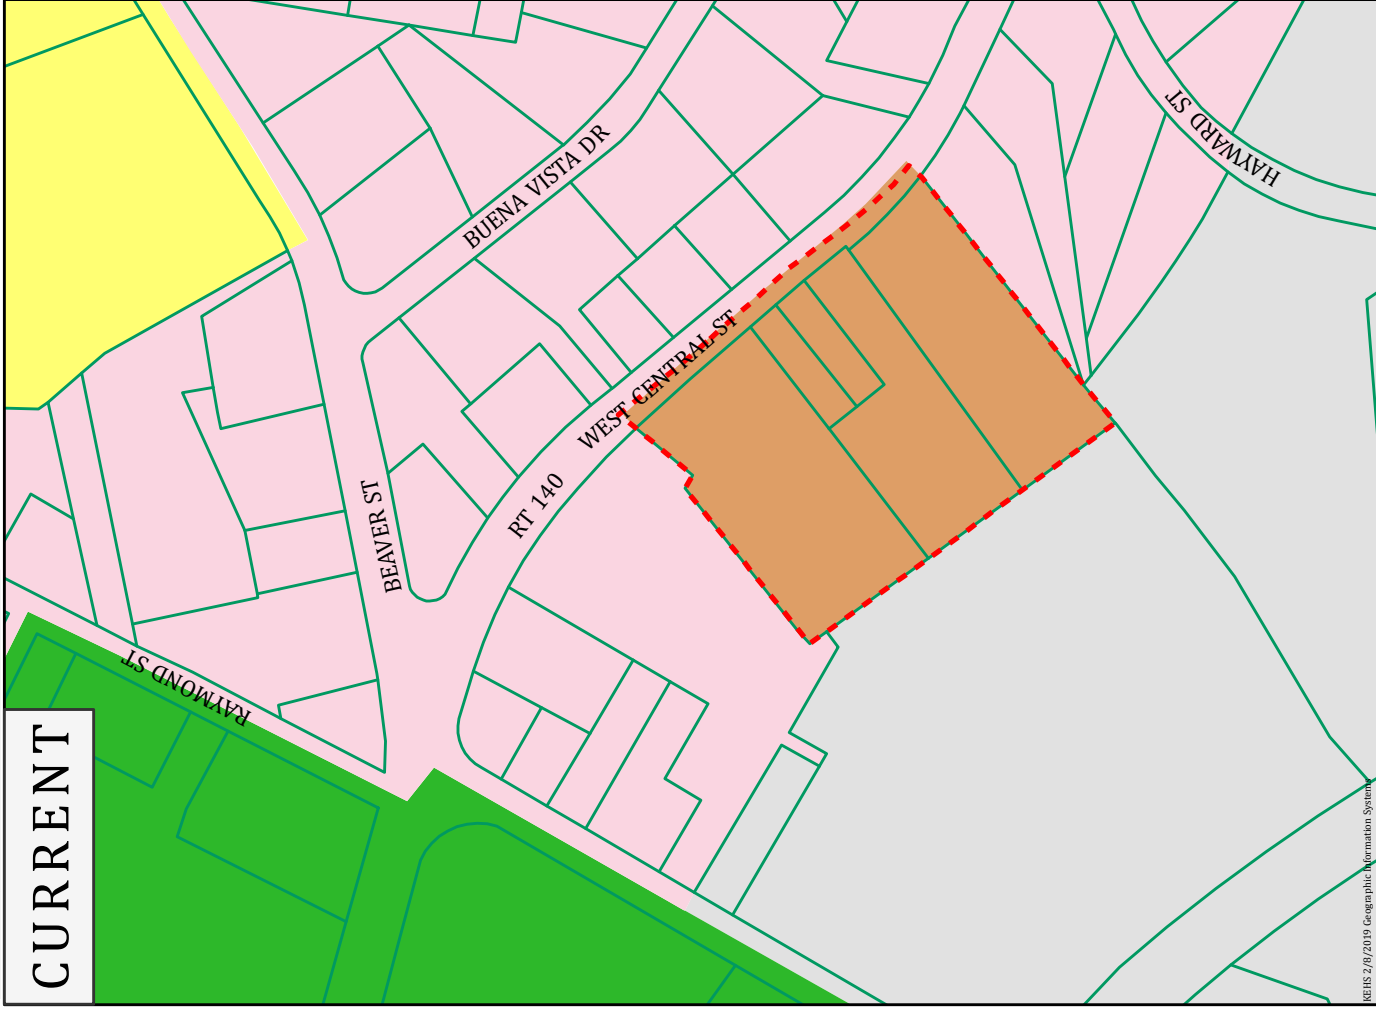 HAYWARD ST
BUENA VISTA DR
WEST CENTRAL ST
RT 140
BEAVER ST
RAYMOND ST
CURRENT
KEHS 2/8/2019 Geographic Information Systems